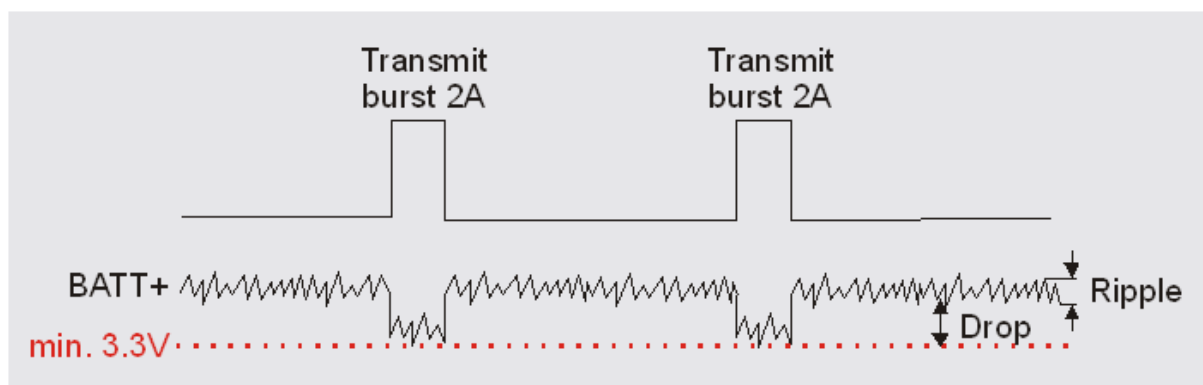 Transmit
burst 2A
Transmit
burst 2A
BATT+
Ripple
Drop
min. 3.3V